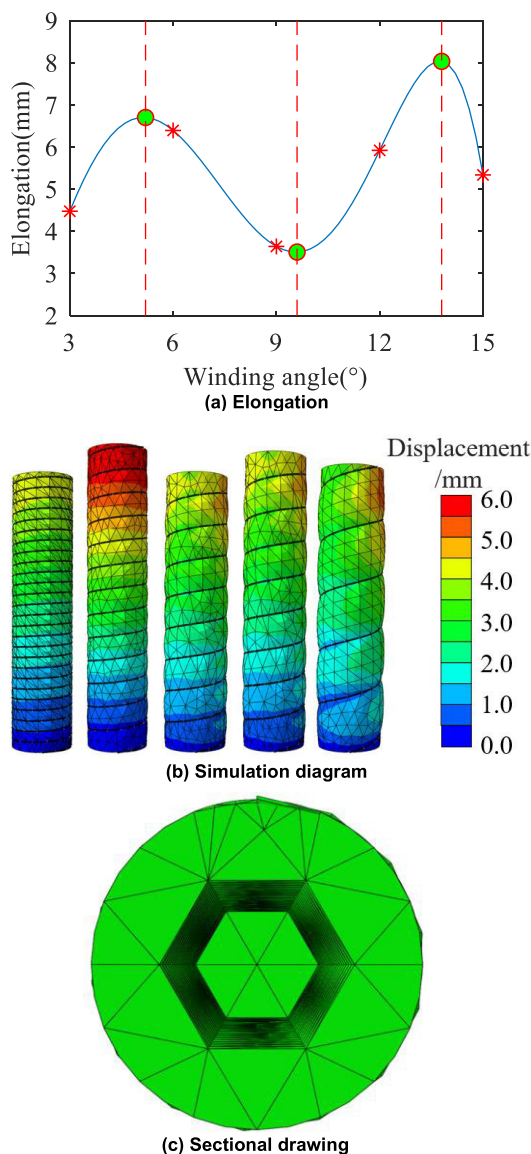 9
8
7
6
5
4
3
2
Elongation(mm)
3 6 9 12 15
Winding angle(°)
(a) Elongation
Displacement
/mm
6.0
5.0
4.0
3.0
2.0
1.0
0.0
(b) Simulation diagram
(c) Sectional drawing